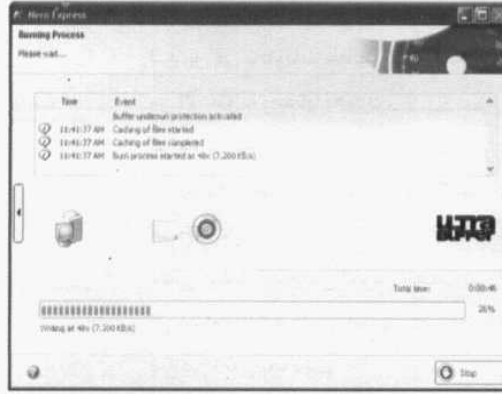 Nero Express
Burning Process
Please wait...
Time Event
Buffer underrun protection activated
11:41:37 AM Caching of files started
11:41:37 AM Caching of files completed
11:41:37 AM Burn process started at 48x (7,200 KB/s)
ULTRA
BUFFER
Total time: 0:00:46
26%
Writing at 48x (7,200 KB/s)
Stop